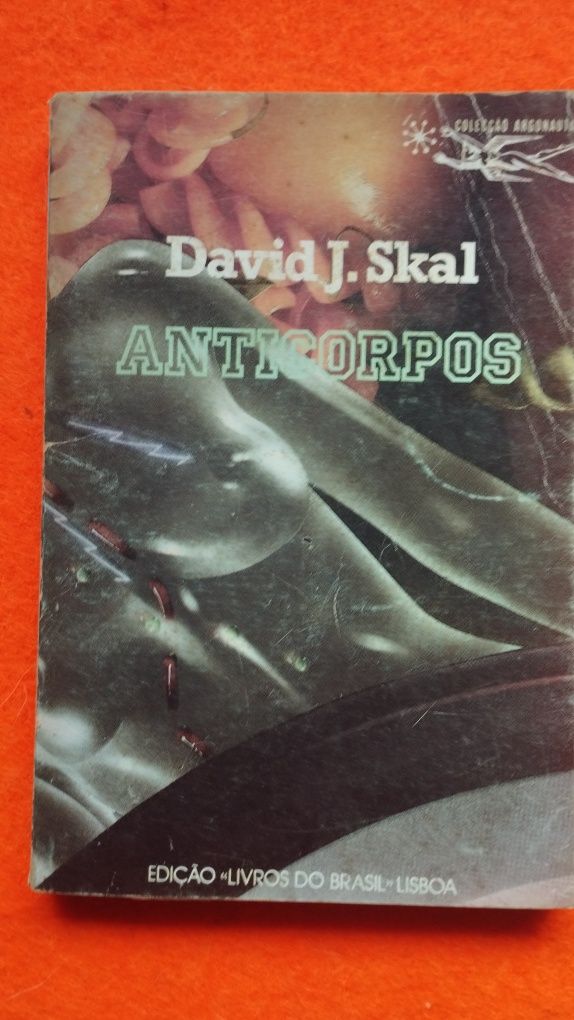 COLECÇÃO ARGONAUTA
David J. Skal
ANTICORPOS
EDIÇÃO «LIVROS DO BRASIL» LISBOA